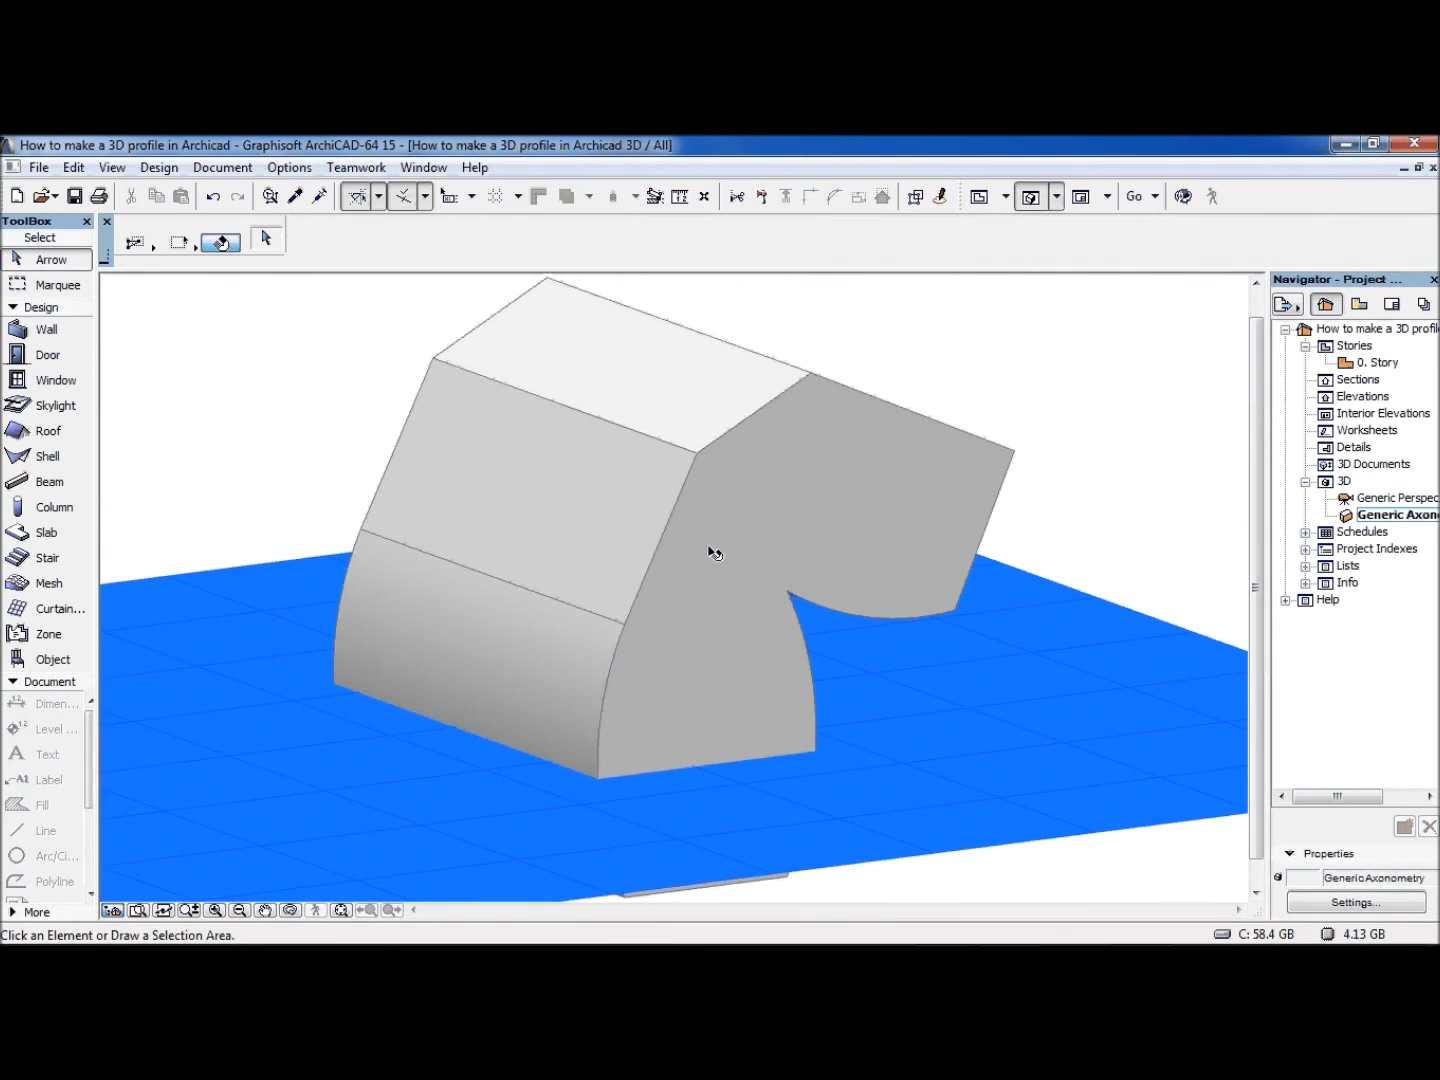 How to make a 3D profile in Archicad - Graphisoft ArchiCAD-64 15 - [How to make a 3D profile in Archicad 3D / All]
File Edit View Design Document Options Teamwork Window Help
Go
ToolBox
Select
Arrow
Marquee
Design
Wall
Door
Window
Skylight
Roof
Shell
Beam
Column
Slab
Stair
Mesh
Curtain...
Zone
Object
Document
Dimen...
Level ...
Text
Label
Fill
Line
Arc/Ci...
Polyline
More
Navigator - Project ...
How to make a 3D profil
Stories
0. Story
Sections
Elevations
Interior Elevations
Worksheets
Details
3D Documents
3D
Generic Perspec
Generic Axon
Schedules
Project Indexes
Lists
Info
Help
Properties
Generic Axonometry
Settings...
Click an Element or Draw a Selection Area.
C: 58.4 GB
4.13 GB